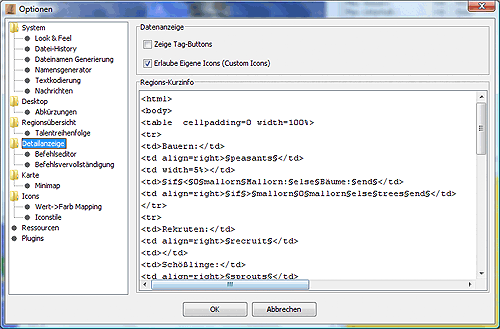 Optionen
System
Look & Feel
Datei-History
Dateinamen Generierung
Namensgenerator
Textkodierung
Nachrichten
Desktop
Abkürzungen
Regionsübersicht
Talentreihenfolge
Detailanzeige
Befehlseditor
Befehlsvervollständigung
Karte
Minimap
Icons
Wert->Farb Mapping
Iconstile
Ressourcen
Plugins
Datenanzeige
Zeige Tag-Buttons
Erlaube Eigene Icons (Custom Icons)
Regions-Kurzinfo
<html>
<body>
<table  cellpadding=0 width=100%>
<tr>
<td>Bauern:</td>
<td align=right>§peasants§</td>
<td width=5%></td>
<td>§if§<§0§mallorn§Mallorn:§else§Bäume:§end§</td>
<td align=right>§if§>§mallorn§0§mallorn§else§trees§end§</td>
</tr>
<tr>
<td>Rekruten:</td>
<td align=right>§recruit§</td>
<td></td>
<td>Schößlinge:</td>
<td align=right>§sprouts§</td>
OK
Abbrechen